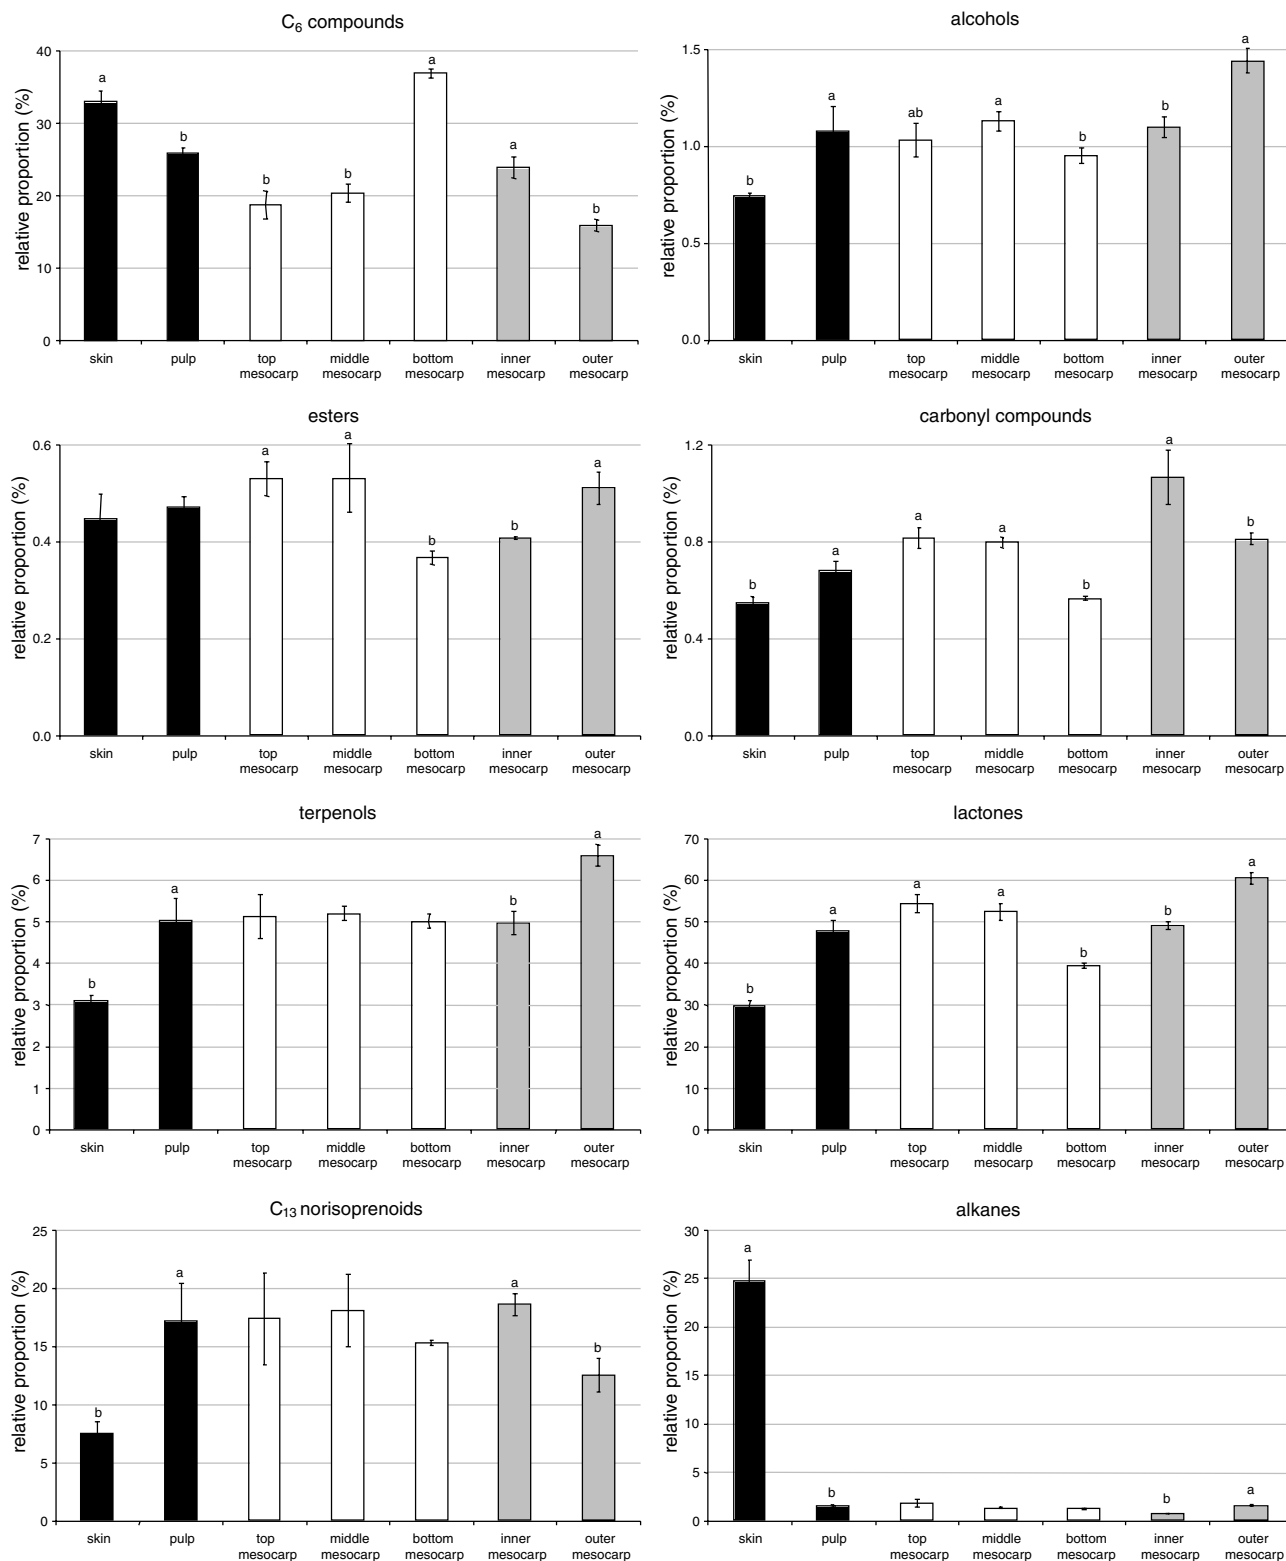 C₆ compounds
relative proportion (%)
40
30
20
10
0
a
b
b
b
a
a
b
skin pulp top middle bottom inner outer
mesocarp mesocarp mesocarp mesocarp mesocarp
alcohols
relative proportion (%)
1.5
1.0
0.5
0.0
b
a
ab
a
b
b
a
skin pulp top middle bottom inner outer
mesocarp mesocarp mesocarp mesocarp mesocarp
esters
relative proportion (%)
0.6
0.4
0.2
0.0
a
a
b
b
a
skin pulp top middle bottom inner outer
mesocarp mesocarp mesocarp mesocarp mesocarp
carbonyl compounds
relative proportion (%)
1.2
0.8
0.4
0.0
b
a
a
a
b
a
b
skin pulp top middle bottom inner outer
mesocarp mesocarp mesocarp mesocarp mesocarp
terpenols
relative proportion (%)
7
6
5
4
3
2
1
0
b
a
b
a
skin pulp top middle bottom inner outer
mesocarp mesocarp mesocarp mesocarp mesocarp
lactones
relative proportion (%)
70
60
50
40
30
20
10
0
b
a
a
a
b
b
a
skin pulp top middle bottom inner outer
mesocarp mesocarp mesocarp mesocarp mesocarp
C₁₃ norisoprenoids
relative proportion (%)
25
20
15
10
5
0
b
a
a
b
skin pulp top middle bottom inner outer
mesocarp mesocarp mesocarp mesocarp mesocarp
alkanes
relative proportion (%)
30
25
20
15
10
5
0
a
b
b
a
skin pulp top middle bottom inner outer
mesocarp mesocarp mesocarp mesocarp mesocarp